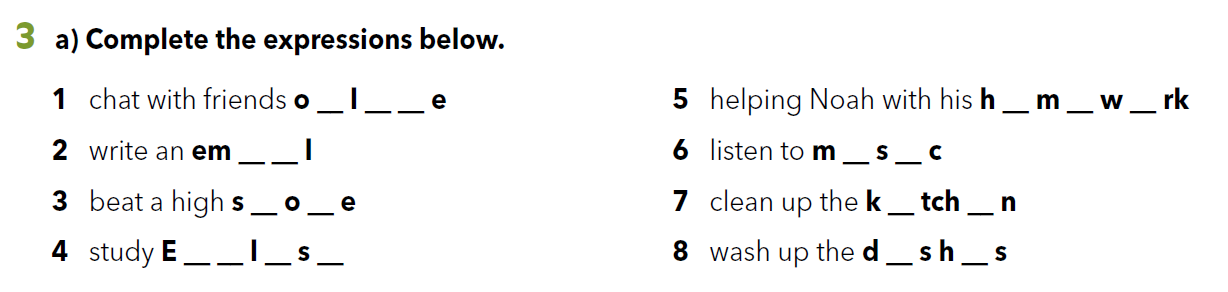 3 a) Complete the expressions below.
1 chat with friends o _ l _ _ e
2 write an em _ _ l
3 beat a high s _ o _ e
4 study E _ _ l _ s _
5 helping Noah with his h _ m _ w _ rk
6 listen to m _ s _ c
7 clean up the k _ tch _ n
8 wash up the d _ s h _ s